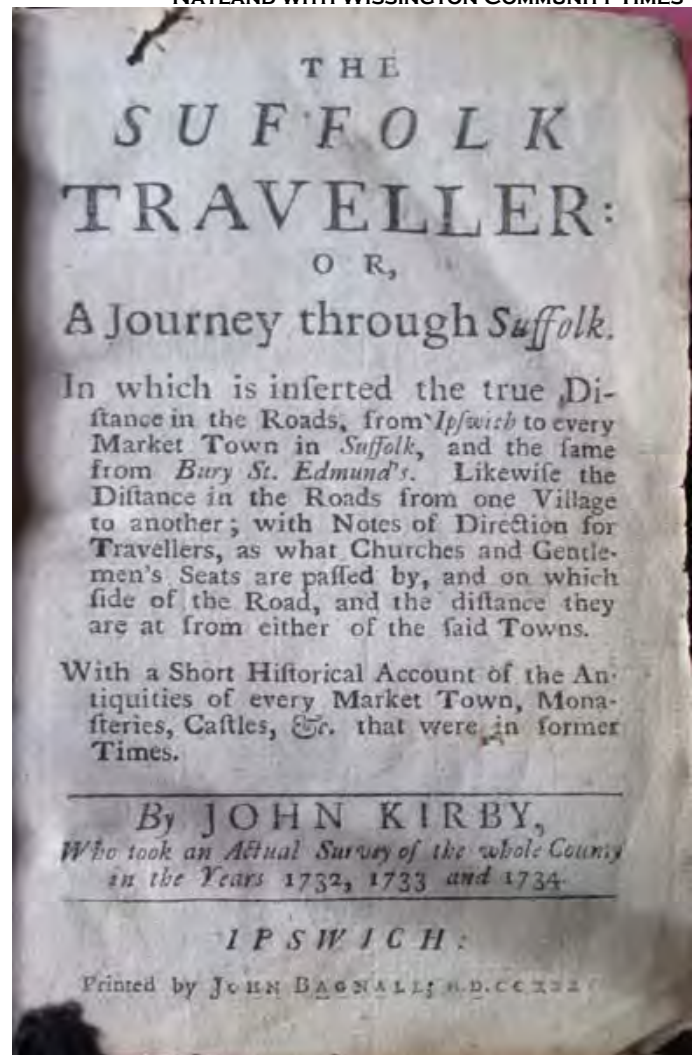 NAYLAND WITH WISSINGTON COMMUNITY TIMES
THE
SUFFOLK
TRAVELLER:
OR,
A Journey through Suffolk.
In which is inſerted the true Di-
ſtance in the Roads, from Ipſwich to every
Market Town in Suffolk, and the ſame
from Bury St. Edmund's. Likewiſe the
Diſtance in the Roads from one Village
to another; with Notes of Direction for
Travellers, as what Churches and Gentle-
men's Seats are paſſed by, and on which
ſide of the Road, and the diſtance they
are at from either of the ſaid Towns.
With a Short Hiſtorical Account of the An-
tiquities of every Market Town, Mona-
ſteries, Caſtles, &c. that were in former
Times.
By JOHN KIRBY,
Who took an Actual Survey of the whole County
in the Years 1732, 1733 and 1734.
IPSWICH:
Printed by JOHN BAGNALL;